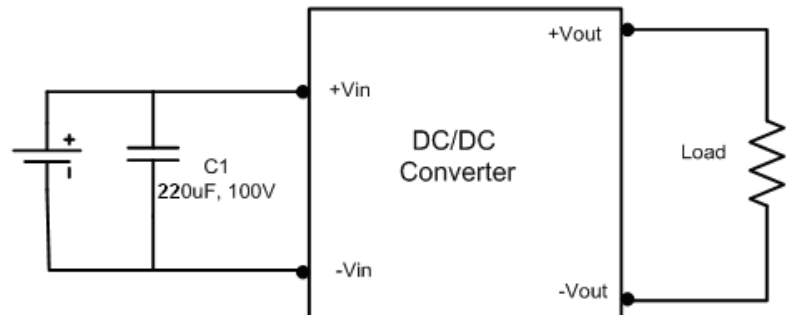 +Vout
+Vin
DC/DC
Converter
Load
+
-
C1
220uF, 100V
-Vin
-Vout